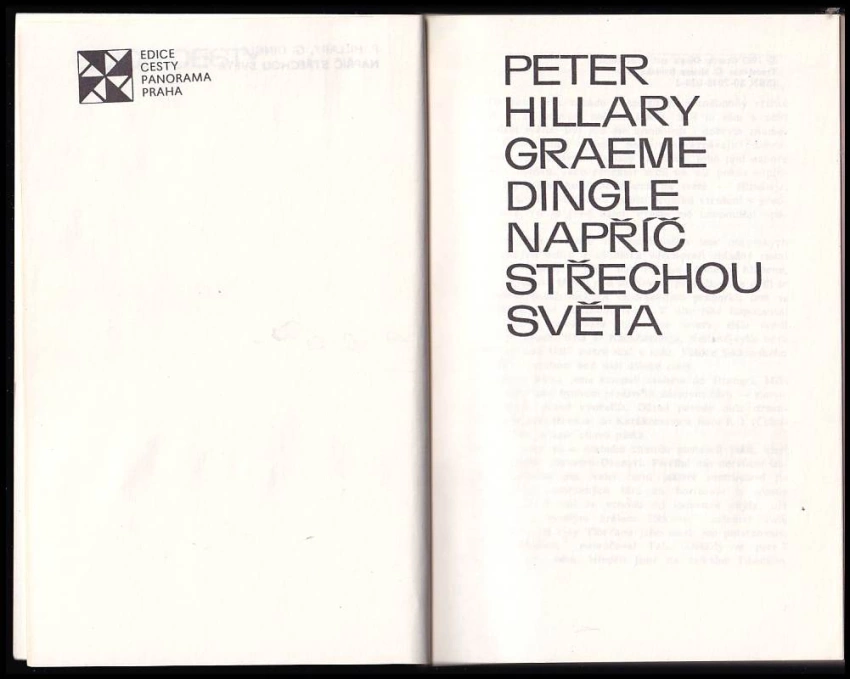 EDICE
CESTY
PANORAMA
PRAHA
PETER
HILLARY
GRAEME
DINGLE
NAPŘÍČ
STŘECHOU
SVĚTA